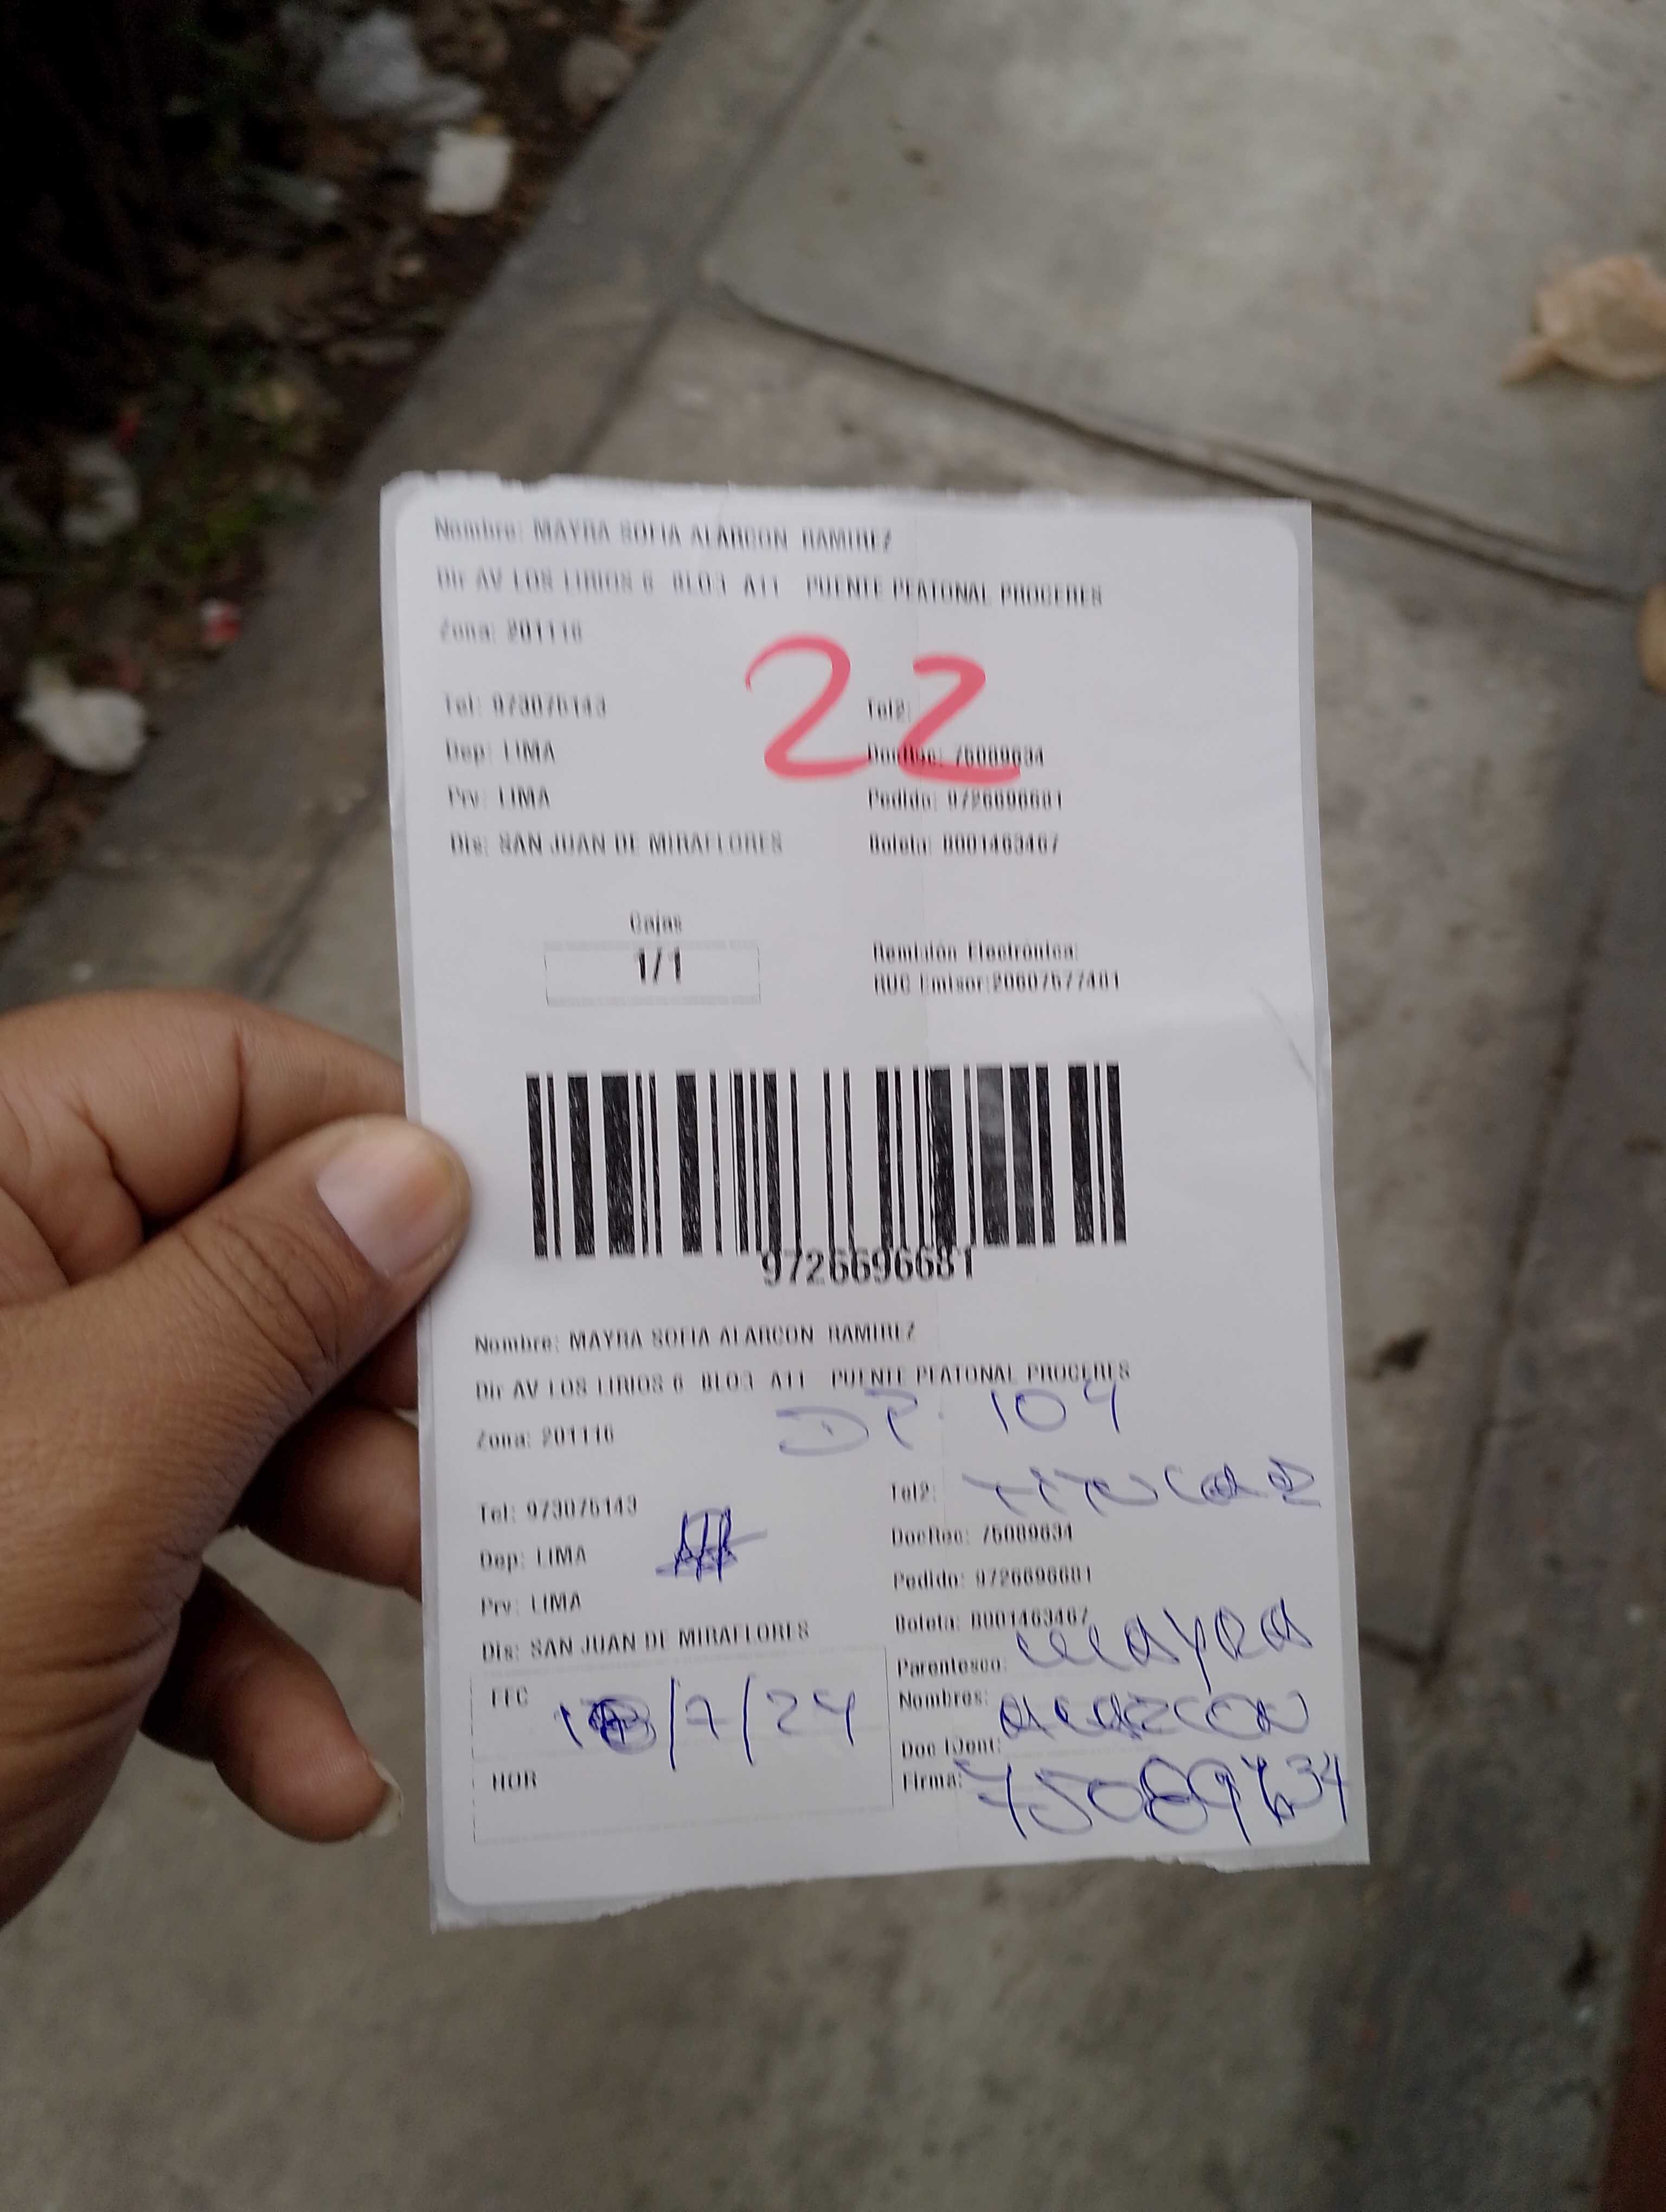 Nombre: MAYRA SOFIA ALARCON RAMIREZ
Dir AV LOS LIRIOS 6 BLO3 A11 PUENTE PEATONAL PROCERES
Zona: 201116
22
Tel: 973075143 Tel2:
Dep: LIMA DocRec: 75089634
Prv: LIMA Pedido: 9726696681
Dis: SAN JUAN DE MIRAFLORES Boleta: B001463467
Cajas
1/1
Remisión Electrónica:
RUC Emisor:20607577401
9726696681
Nombre: MAYRA SOFIA ALARCON RAMIREZ
Dir AV LOS LIRIOS 6 BLO3 A11 PUENTE PEATONAL PROCERES
DP. 104
Zona: 201116
Tel: 973075143 Tel2: TITULAR
Dep: LIMA DocRec: 75089634
Prv: LIMA Pedido: 9726696681
Dis: SAN JUAN DE MIRAFLORES Boleta: B001463467
Parentesco: MAYRA
FEC /7/24 Nombres: ALARCON
Doc IDent:
HOR Firma: 75089634